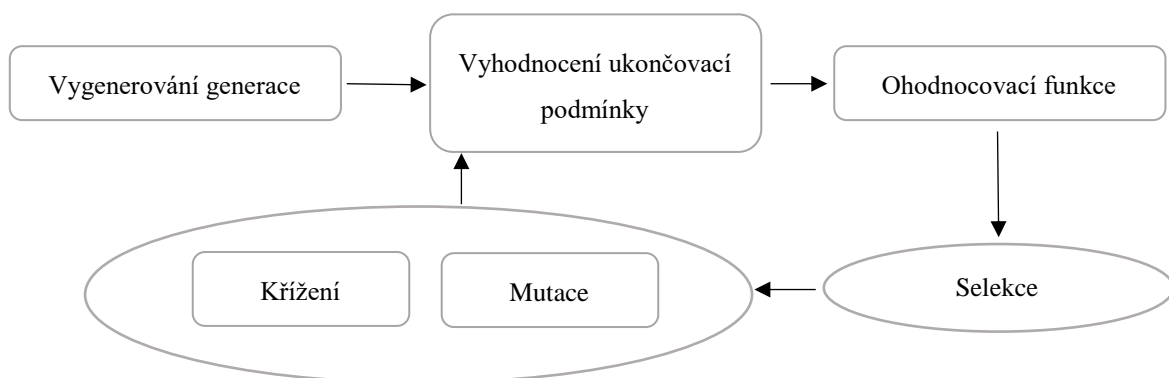 Vygenerování generace
Vyhodnocení ukončovací
podmínky
Ohodnocovací funkce
Křížení
Mutace
Selekce